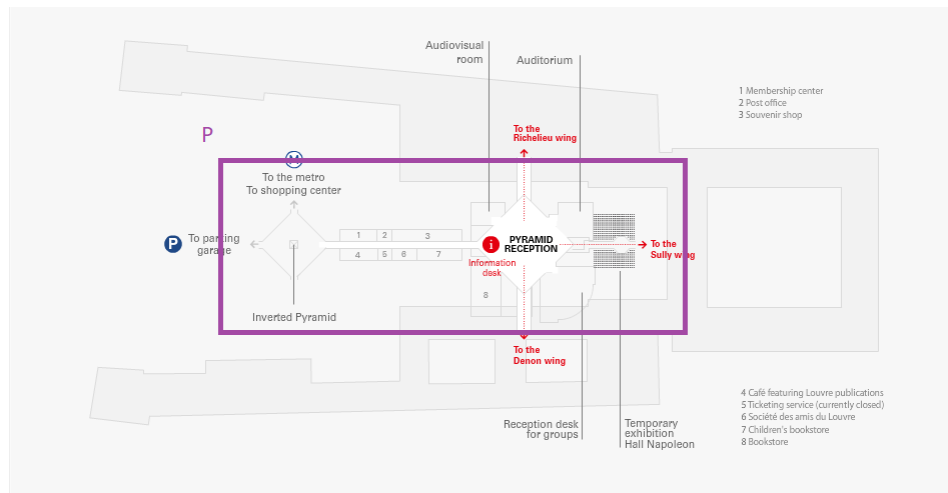 Audiovisual
room
Auditorium
1 Membership center
2 Post office
3 Souvenir shop
P
To the
Richelieu wing
M
To the metro
To shopping center
P
To parking
garage
1 2 3
4 5 6 7
i
PYRAMID
RECEPTION
To the
Sully wing
Information
desk
8
Inverted Pyramid
To the
Denon wing
4 Café featuring Louvre publications
5 Ticketing service (currently closed)
6 Société des amis du Louvre
7 Children's bookstore
8 Bookstore
Reception desk
for groups
Temporary
exhibition
Hall Napoleon